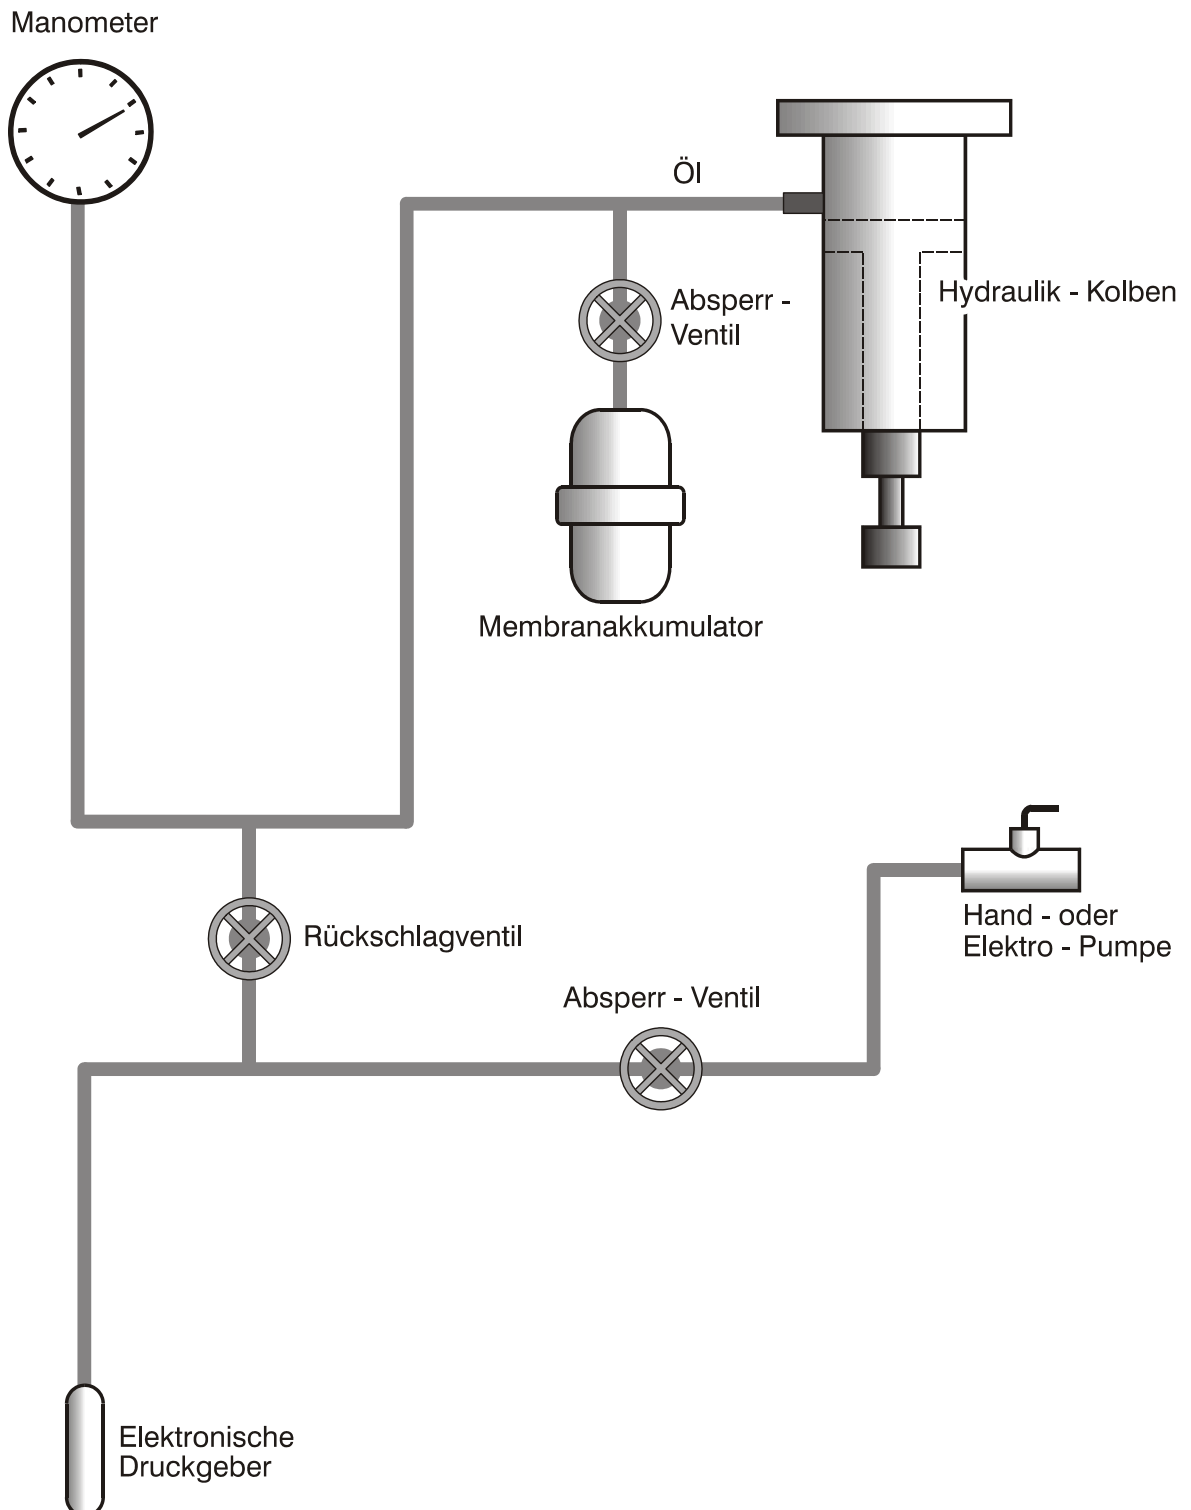 Manometer
Öl
Absperr -
Ventil
Hydraulik - Kolben
Membranakkumulator
Hand - oder
Elektro - Pumpe
Rückschlagventil
Absperr - Ventil
Elektronische
Druckgeber